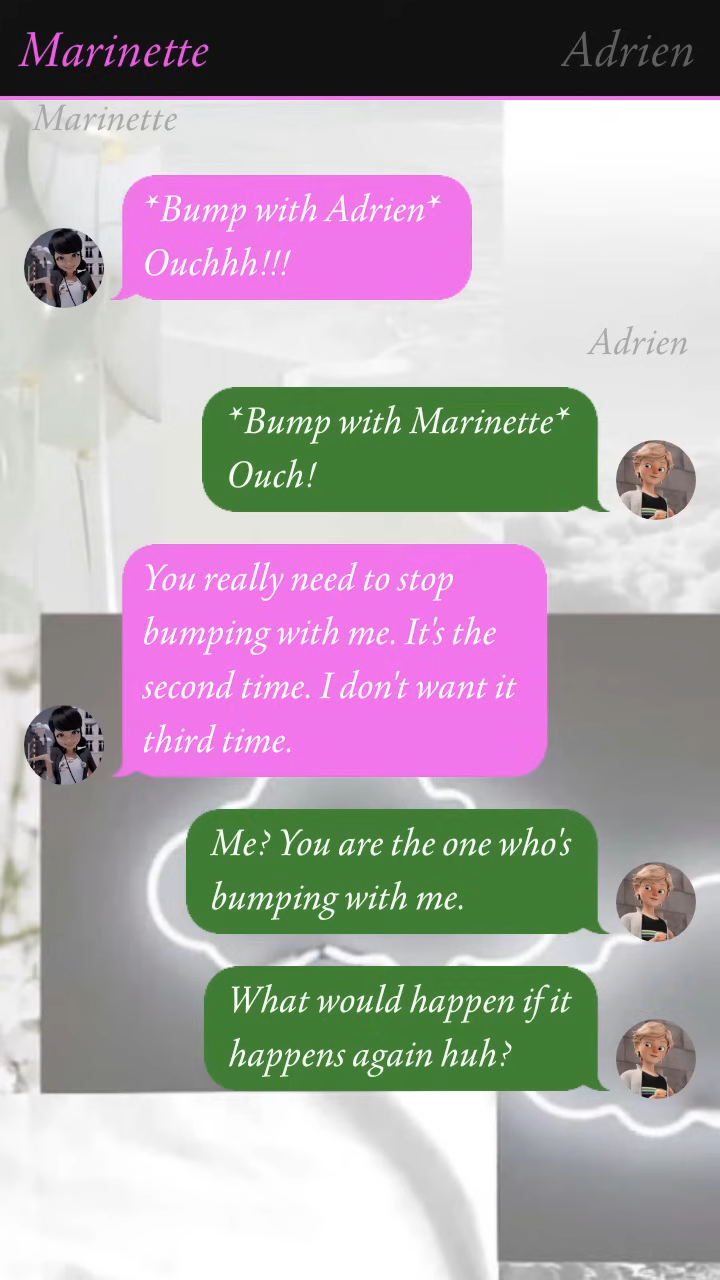 Marinette Adrien
Marinette
*Bump with Adrien*
Ouchhh!!!
Adrien
*Bump with Marinette*
Ouch!
You really need to stop
bumping with me. It's the
second time. I don't want it
third time.
Me? You are the one who's
bumping with me.
What would happen if it
happens again huh?